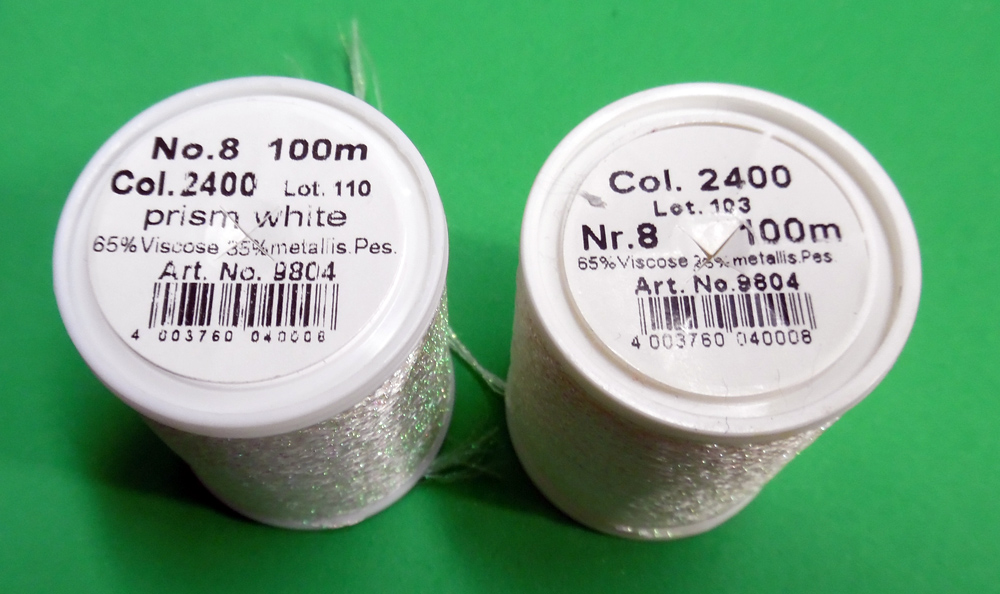 No.8 100m
Col. 2400 Lot. 110
prism white
65% Viscose 35% metallis.Pes.
Art. No. 9804
4 003760 040008
Col. 2400
Lot. 103
Nr.8 100m
65% Viscose 35% metallis.Pes.
Art. No.9804
4 003760 040008